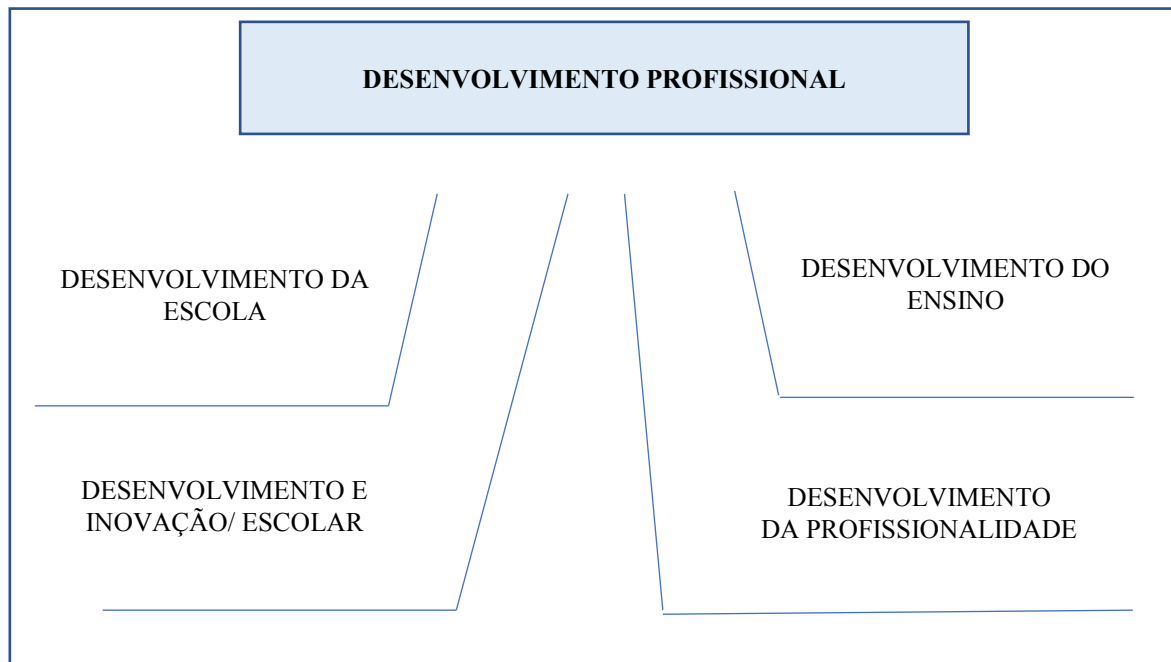 DESENVOLVIMENTO PROFISSIONAL
DESENVOLVIMENTO DA
ESCOLA
DESENVOLVIMENTO DO
ENSINO
DESENVOLVIMENTO E
INOVAÇÃO/ ESCOLAR
DESENVOLVIMENTO
DA PROFISSIONALIDADE